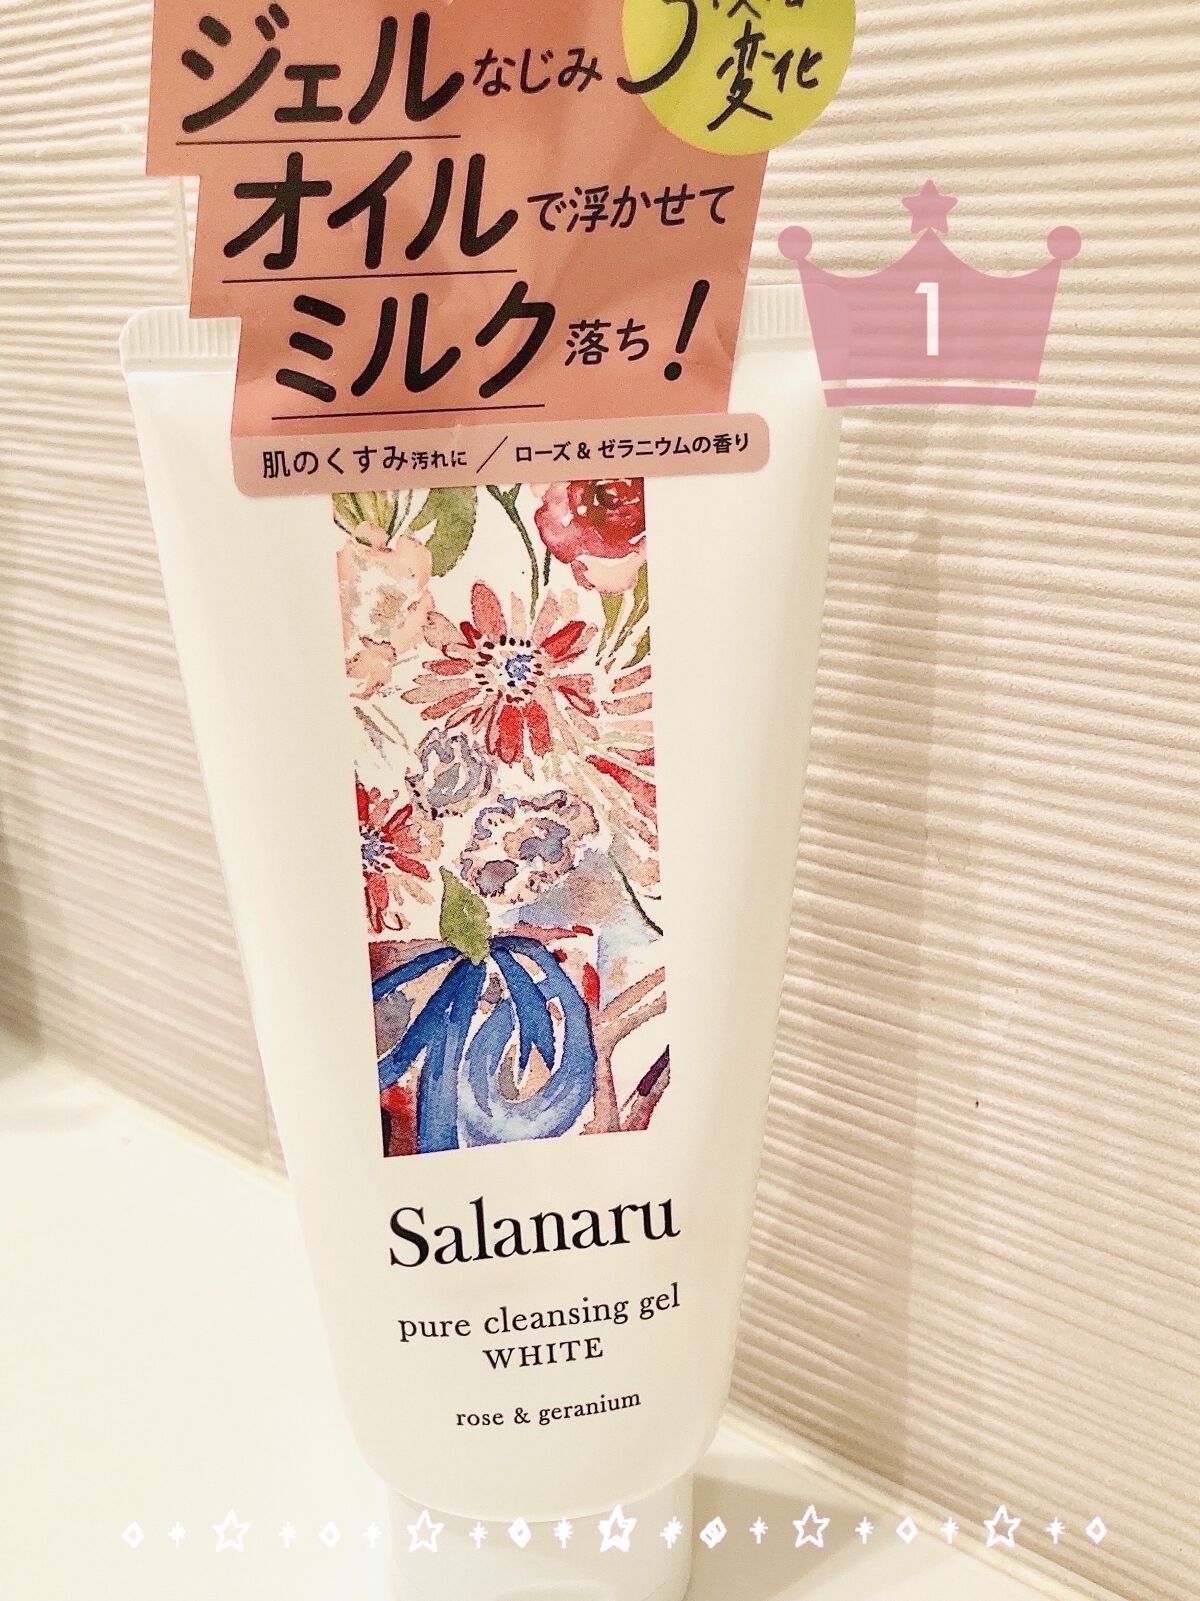 変化
ジェルなじみ
オイルで浮かせて
ミルク落ち!
肌のくすみ汚れに/ローズ&ゼラニウムの香り
1
Salanaru
pure cleansing gel
WHITE
rose & geranium